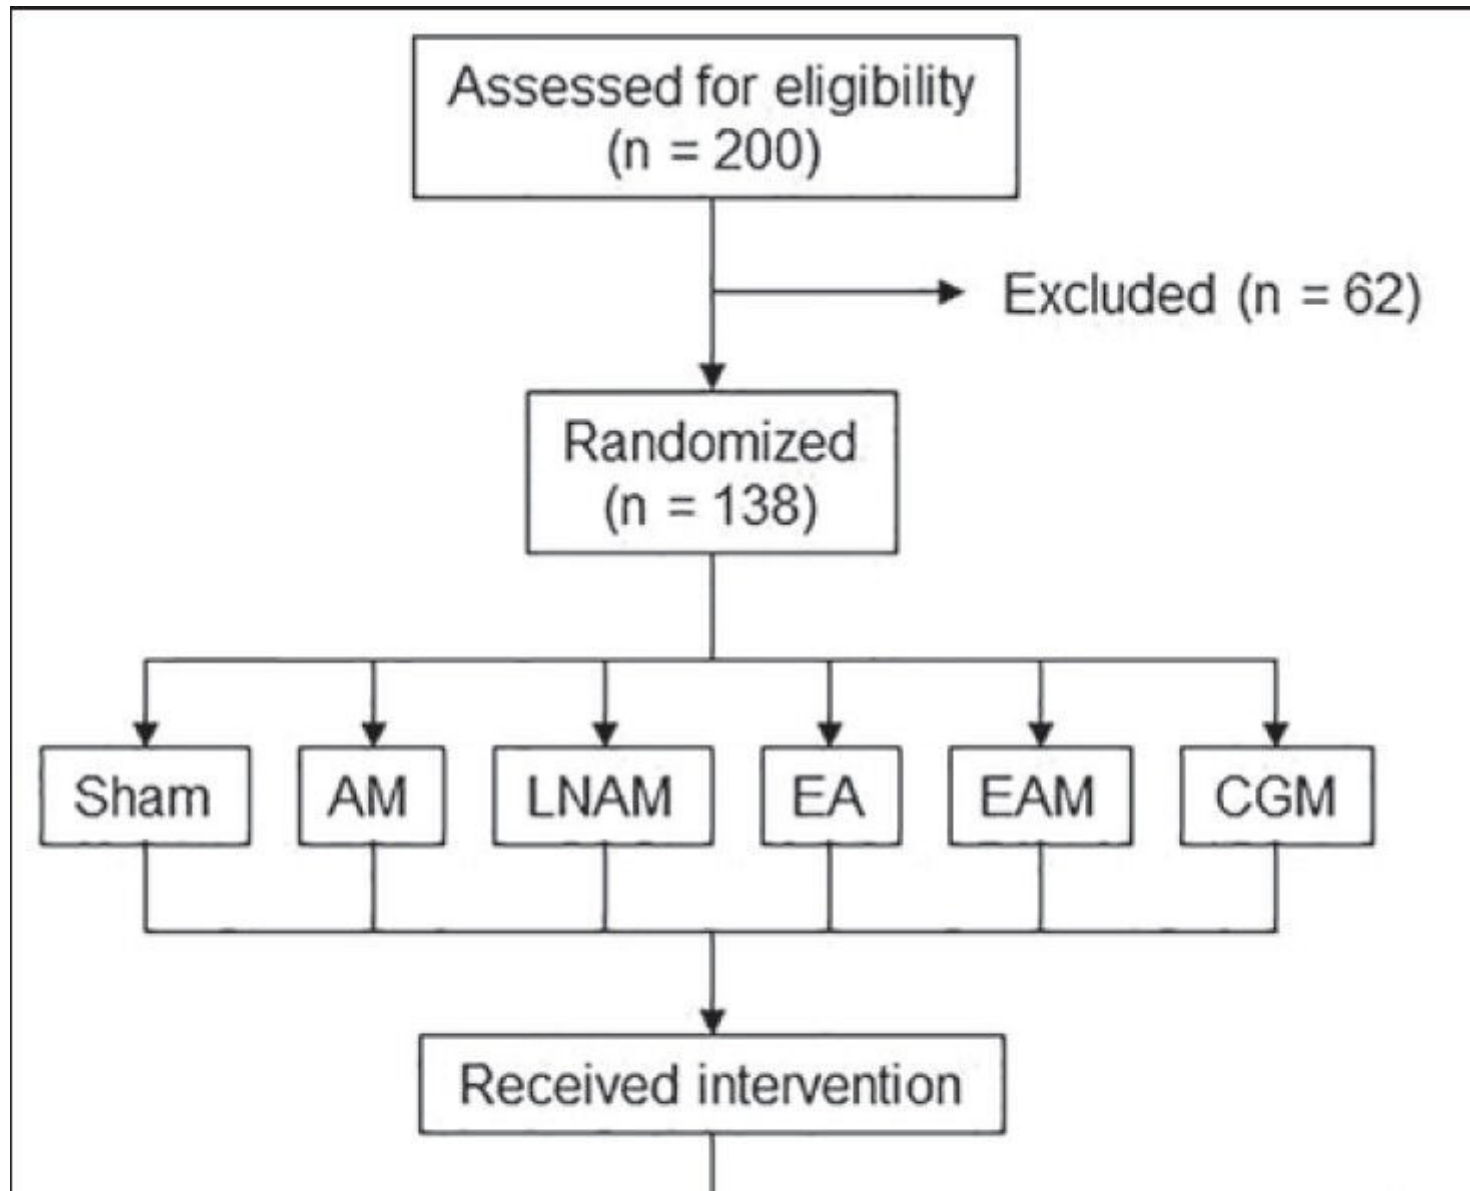 Assessed for eligibility
(n = 200)
Excluded (n = 62)
Randomized
(n = 138)
Sham
AM
LNAM
EA
EAM
CGM
Received intervention